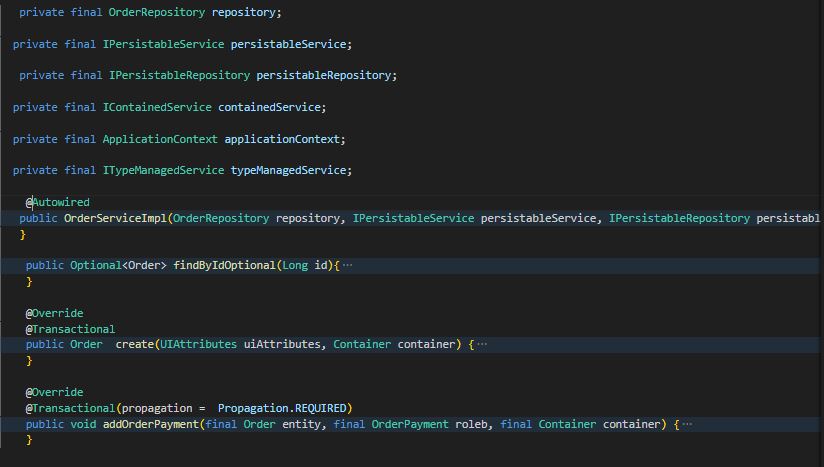 private final OrderRepository repository;
private final IPersistableService persistableService;
private final IPersistableRepository persistableRepository;
private final IContainedService containedService;
private final ApplicationContext applicationContext;
private final ITypeManagedService typeManagedService;
@Autowired
public OrderServiceImpl(OrderRepository repository, IPersistableService persistableService, IPersistableRepository persistabl
}
public Optional<Order> findByIdOptional(Long id){ ···
}
@Override
@Transactional
public Order  create(UIAttributes uiAttributes, Container container) { ···
}
@Override
@Transactional(propagation =  Propagation.REQUIRED)
public void addOrderPayment(final Order entity, final OrderPayment roleb, final Container container) { ···
}